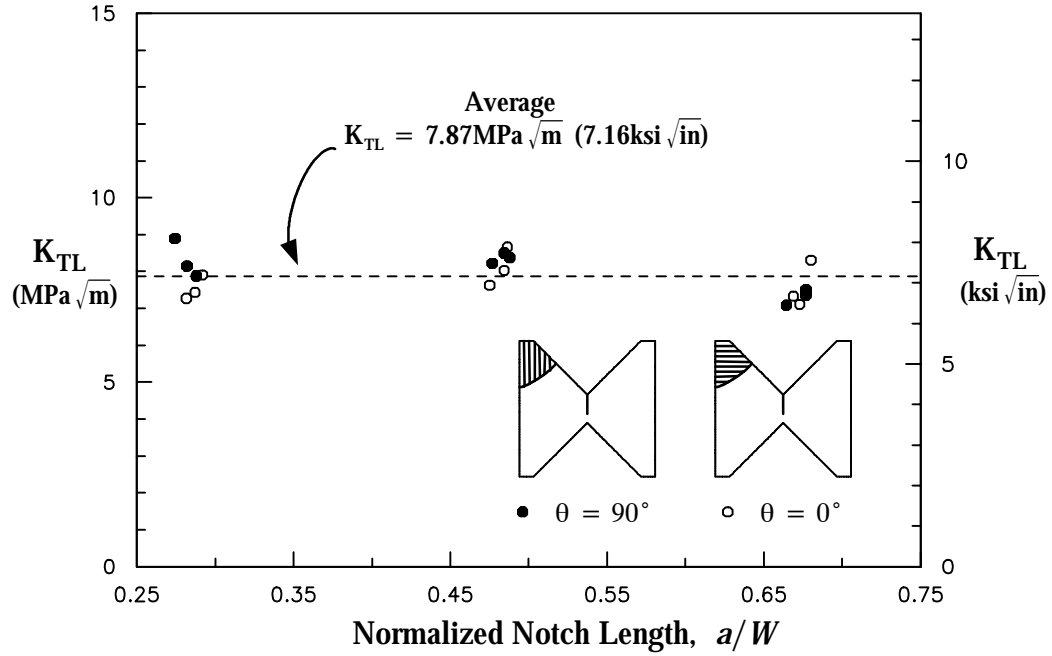 15
Average
K_TL = 7.87MPa√m (7.16ksi√in)
10
10
K_TL
(MPa√m)
K_TL
(ksi√in)
5
5
θ = 90°
θ = 0°
0
0
0.25 0.35 0.45 0.55 0.65 0.75
Normalized Notch Length, a/W